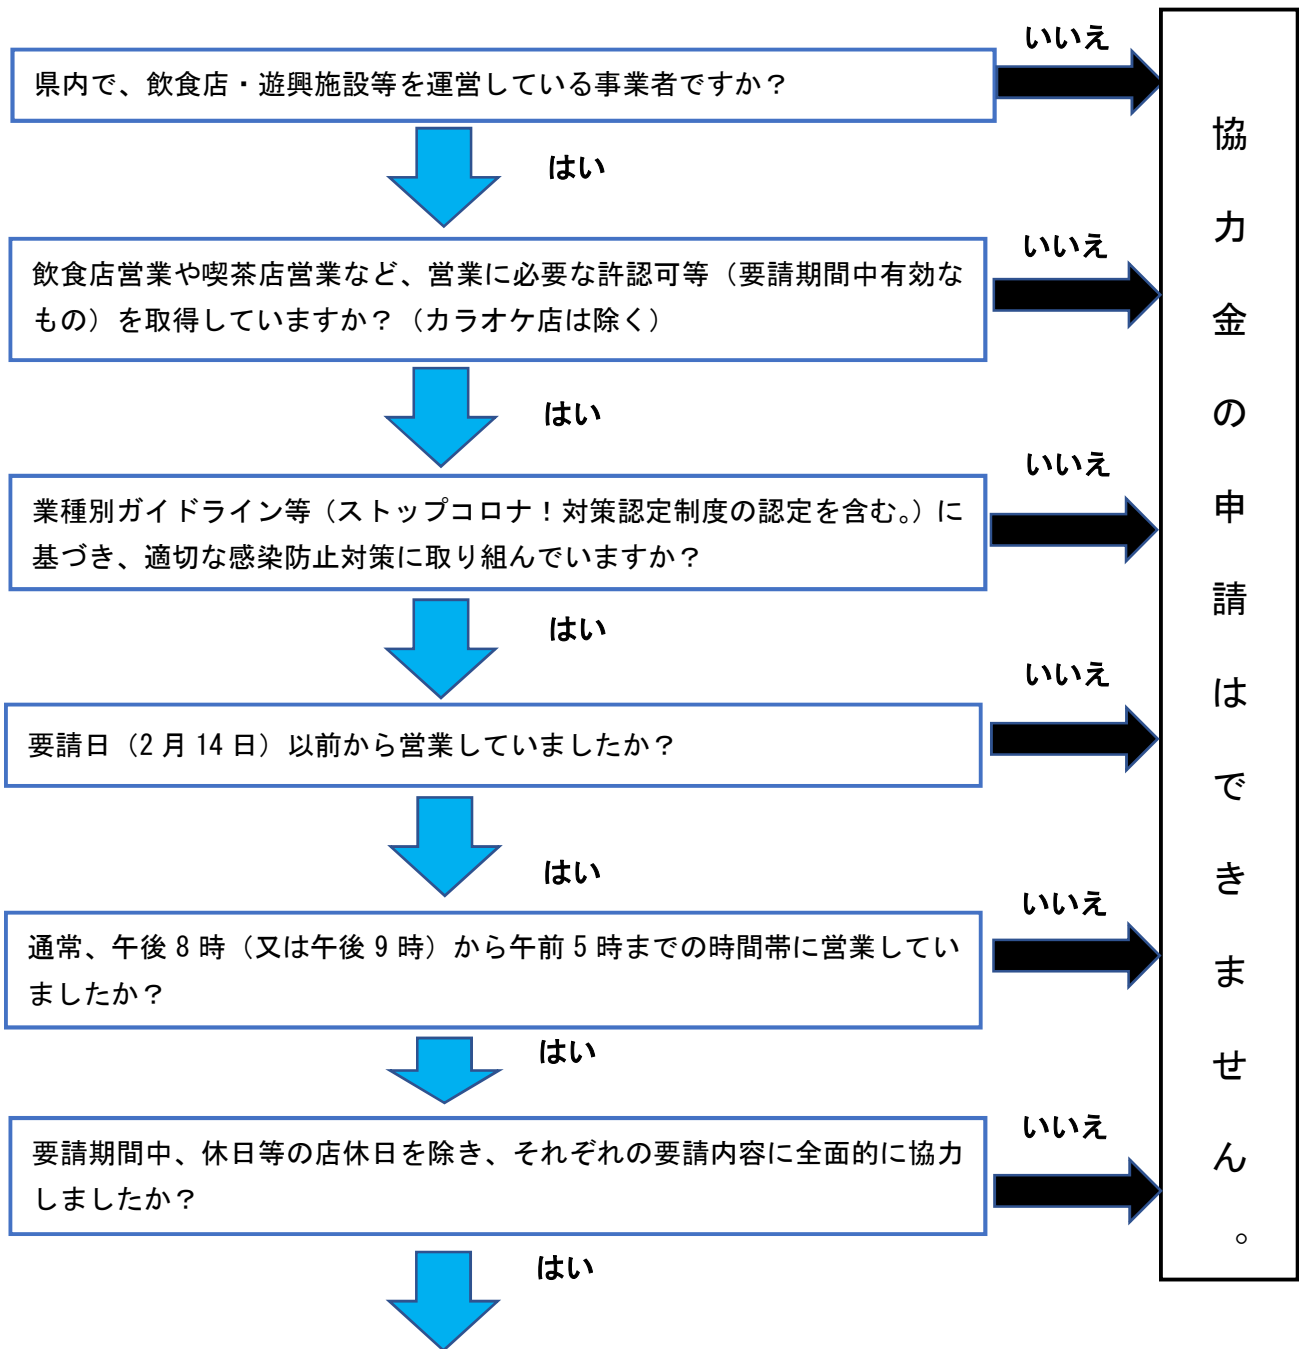 県内で、飲食店・遊興施設等を運営している事業者ですか？
いいえ
はい
飲食店営業や喫茶店営業など、営業に必要な許認可等（要請期間中有効な
もの）を取得していますか？（カラオケ店は除く）
いいえ
はい
業種別ガイドライン等（ストップコロナ！対策認定制度の認定を含む。）に
基づき、適切な感染防止対策に取り組んでいますか？
いいえ
はい
要請日（2月14日）以前から営業していましたか？
いいえ
はい
通常、午後8時（又は午後9時）から午前5時までの時間帯に営業してい
ましたか？
いいえ
はい
要請期間中、休日等の店休日を除き、それぞれの要請内容に全面的に協力
しましたか？
いいえ
はい
協力金の申請はできません。